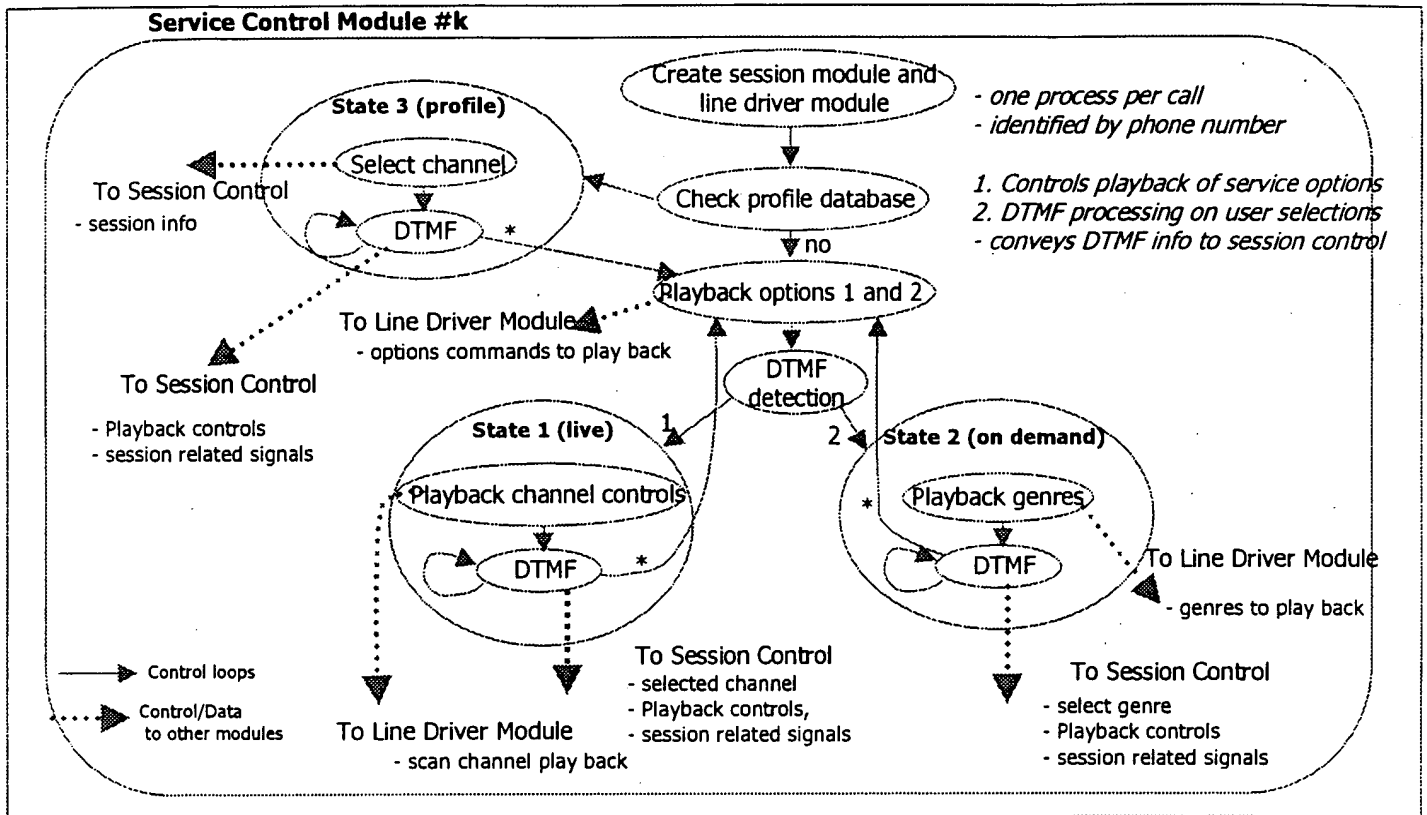 Service Control Module #k
Create session module and
line driver module
- one process per call
- identified by phone number
State 3 (profile)
Select channel
To Session Control
- session info
Check profile database
1. Controls playback of service options
2. DTMF processing on user selections
- conveys DTMF info to session control
DTMF
*
no
Playback options 1 and 2
To Line Driver Module
- options commands to play back
To Session Control
- Playback controls
- session related signals
DTMF
detection
1
2
State 1 (live)
Playback channel controls
DTMF
*
State 2 (on demand)
Playback genres
*
DTMF
To Line Driver Module
- genres to play back
Control loops
Control/Data
to other modules
To Line Driver Module
- scan channel play back
To Session Control
- selected channel
- Playback controls,
- session related signals
To Session Control
- select genre
- Playback controls
- session related signals